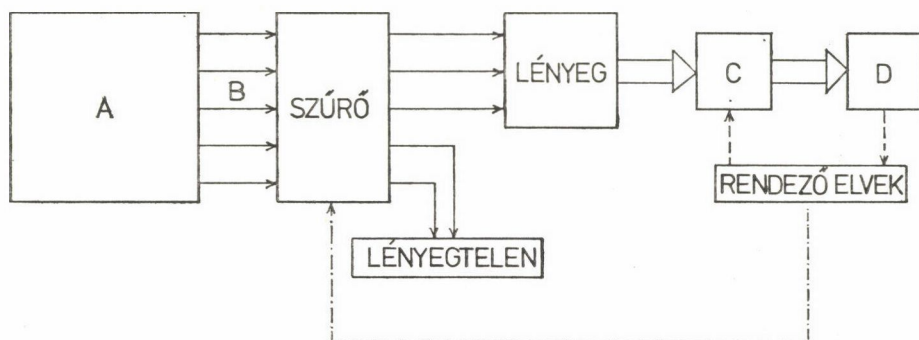 A
B
SZŰRŐ
LÉNYEG
C
D
RENDEZŐ ELVEK
LÉNYEGTELEN